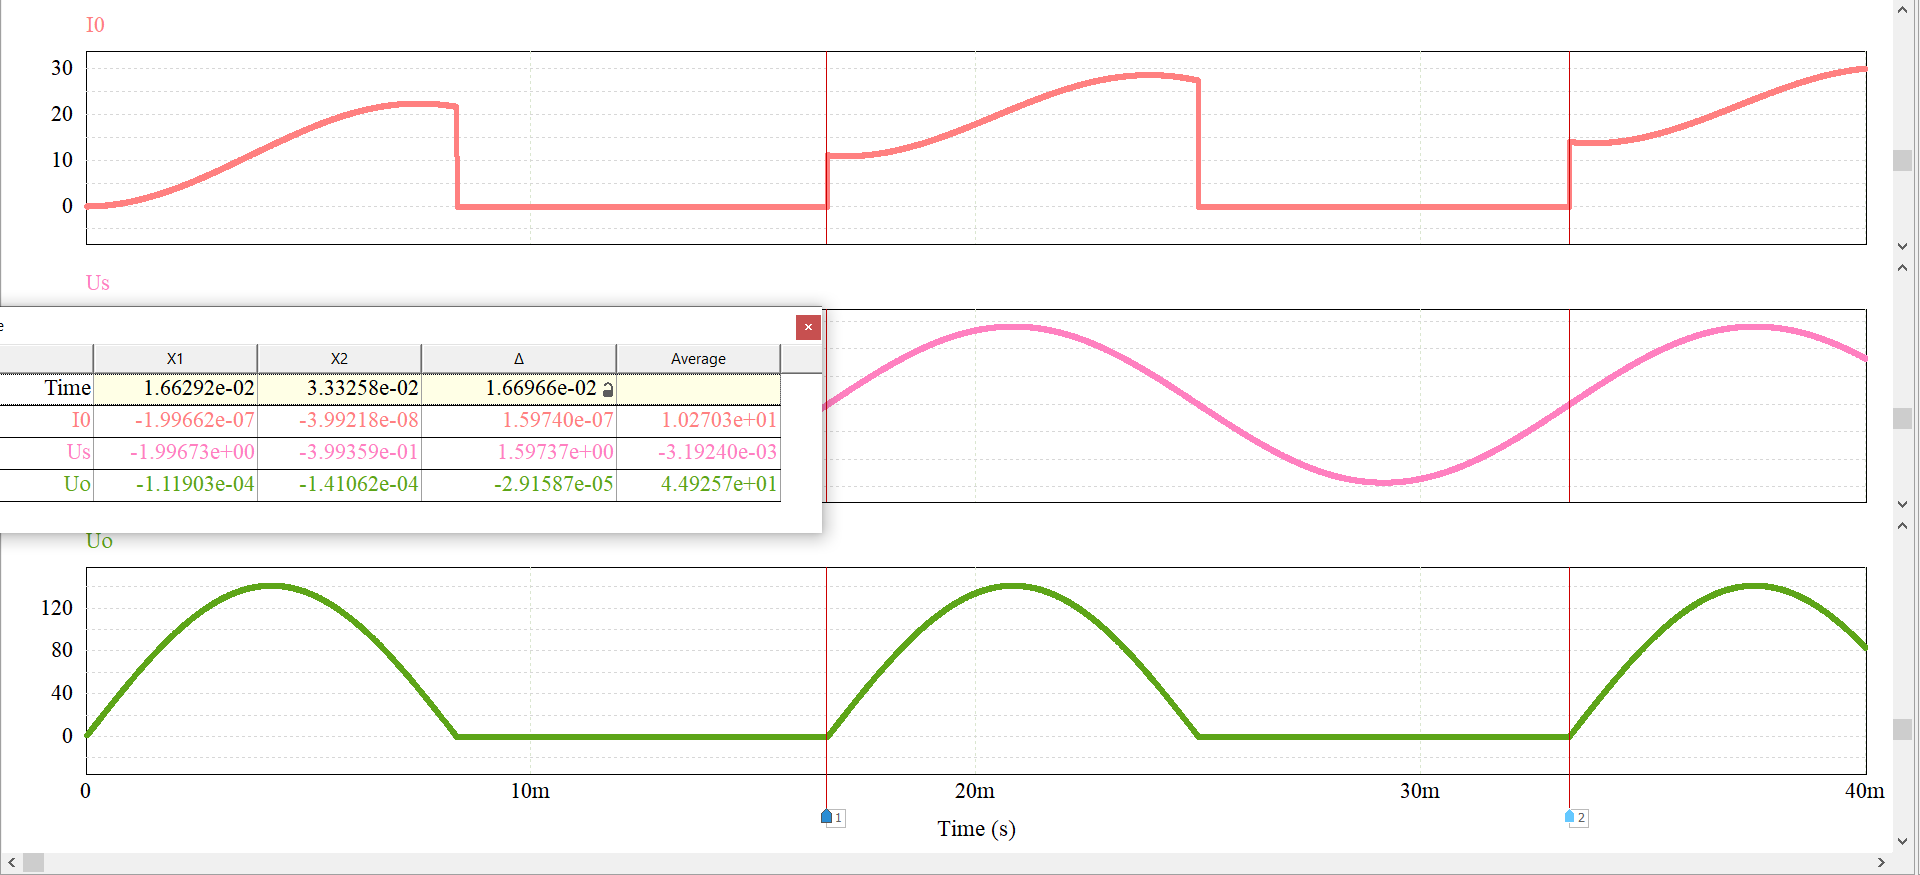 I0
30
20
10
0
Us
e
X1 X2 Δ Average
Time 1.66292e-02 3.33258e-02 1.66966e-02
I0 -1.99662e-07 -3.99218e-08 1.59740e-07 1.02703e+01
Us -1.99673e+00 -3.99359e-01 1.59737e+00 -3.19240e-03
Uo -1.11903e-04 -1.41062e-04 -2.91587e-05 4.49257e+01
Uo
120
80
40
0
0 10m 20m 30m 40m
1 2
Time (s)